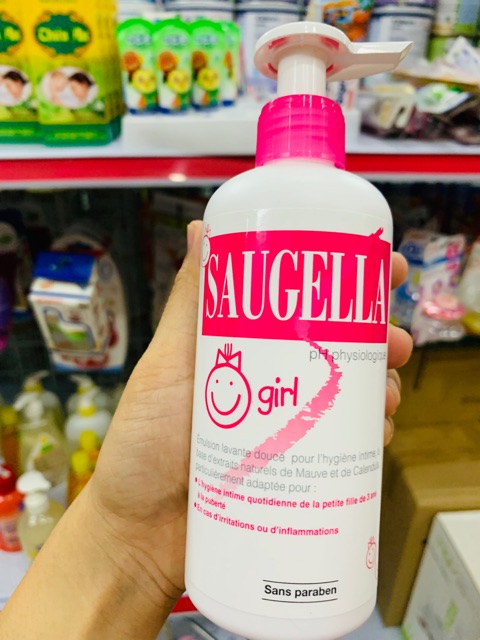 SAUGELLA
pH physiologique
girl
Emulsion lavante douce pour l'hygiène intime, à
base d'extraits naturels de Mauve et de Calendula
particulièrement adaptée pour :
• L'hygiène intime quotidienne de la petite fille de 3 ans
à la puberté
• En cas d'irritations ou d'inflammations
Sans paraben